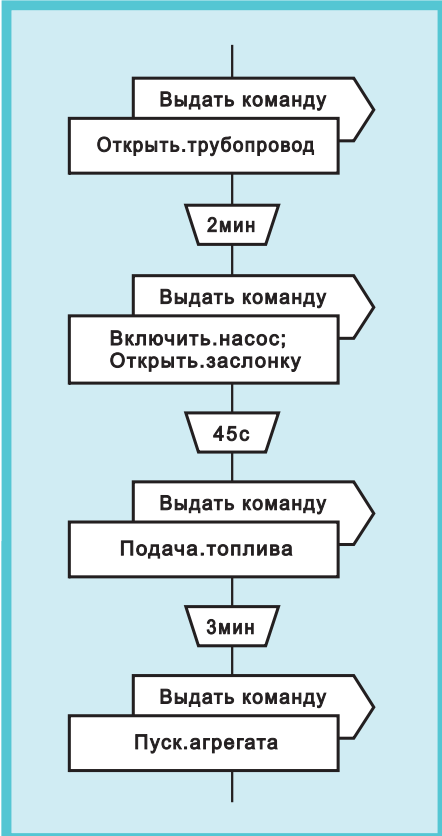 Выдать команду
Открыть.трубопровод
2мин
Выдать команду
Включить.насос;
Открыть.заслонку
45с
Выдать команду
Подача.топлива
3мин
Выдать команду
Пуск.агрегата